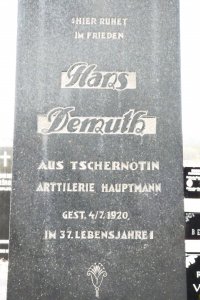 HIER RUHET
IM FRIEDEN
Hans
Demuth
AUS TSCHERNOTIN
ARTTILERIE HAUPTMANN
GEST. 4/7.1920,
IM 37. LEBENSJAHRE!